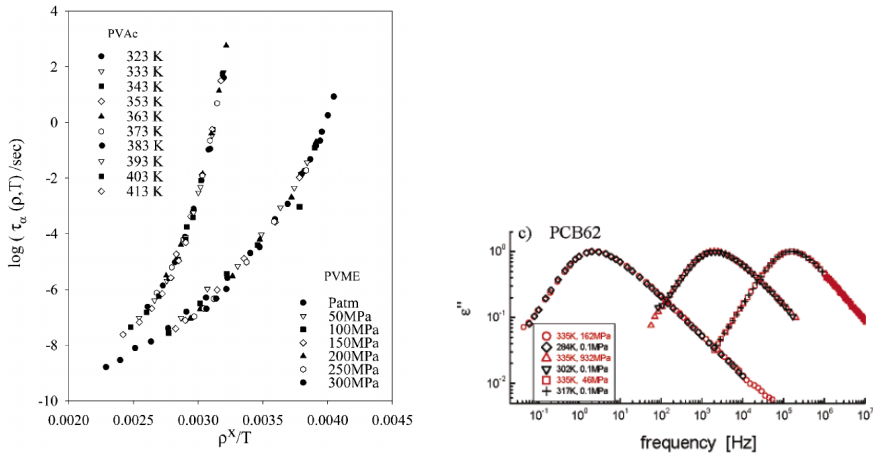 PVAc
323 K
333 K
343 K
353 K
363 K
373 K
383 K
393 K
403 K
413 K
PVME
Patm
50MPa
100MPa
150MPa
200MPa
250MPa
300MPa
log ( τα (ρ,T) /sec)
4
2
0
-2
-4
-6
-8
-10
0.0020 0.0025 0.0030 0.0035 0.0040 0.0045
ρˣ/T
c) PCB62
ε''
10⁰
10⁻¹
10⁻²
335K, 162MPa
284K, 0.1MPa
335K, 932MPa
302K, 0.1MPa
335K, 46MPa
317K, 0.1MPa
10⁻¹ 10⁰ 10¹ 10² 10³ 10⁴ 10⁵ 10⁶ 10⁷
frequency [Hz]